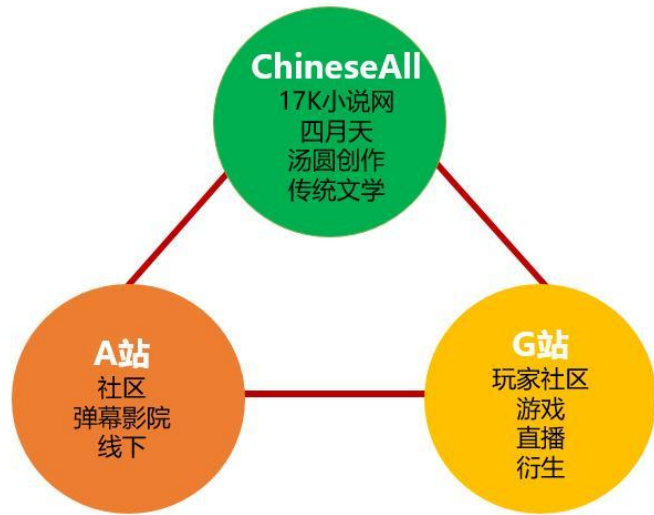 ChineseAll
17K小说网
四月天
汤圆创作
传统文学
A站
社区
弹幕影院
线下
G站
玩家社区
游戏
直播
衍生